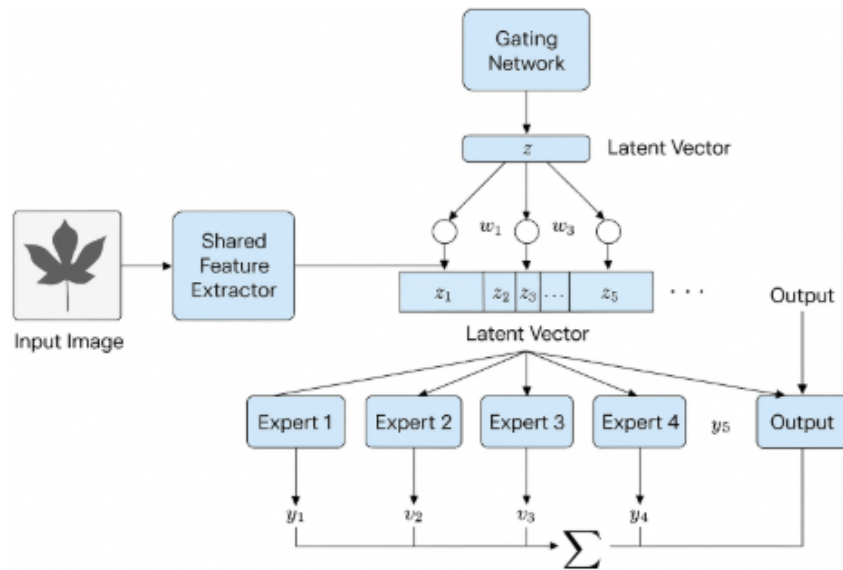 Gating
Network
z
Latent Vector
w₁
w₃
Shared
Feature
Extractor
Input Image
z₁ z₂ z₃ ... z₅ . . .
Latent Vector
Output
Expert 1
Expert 2
Expert 3
Expert 4
y₅
Output
y₁
v₂
v₃
y₄
Σ